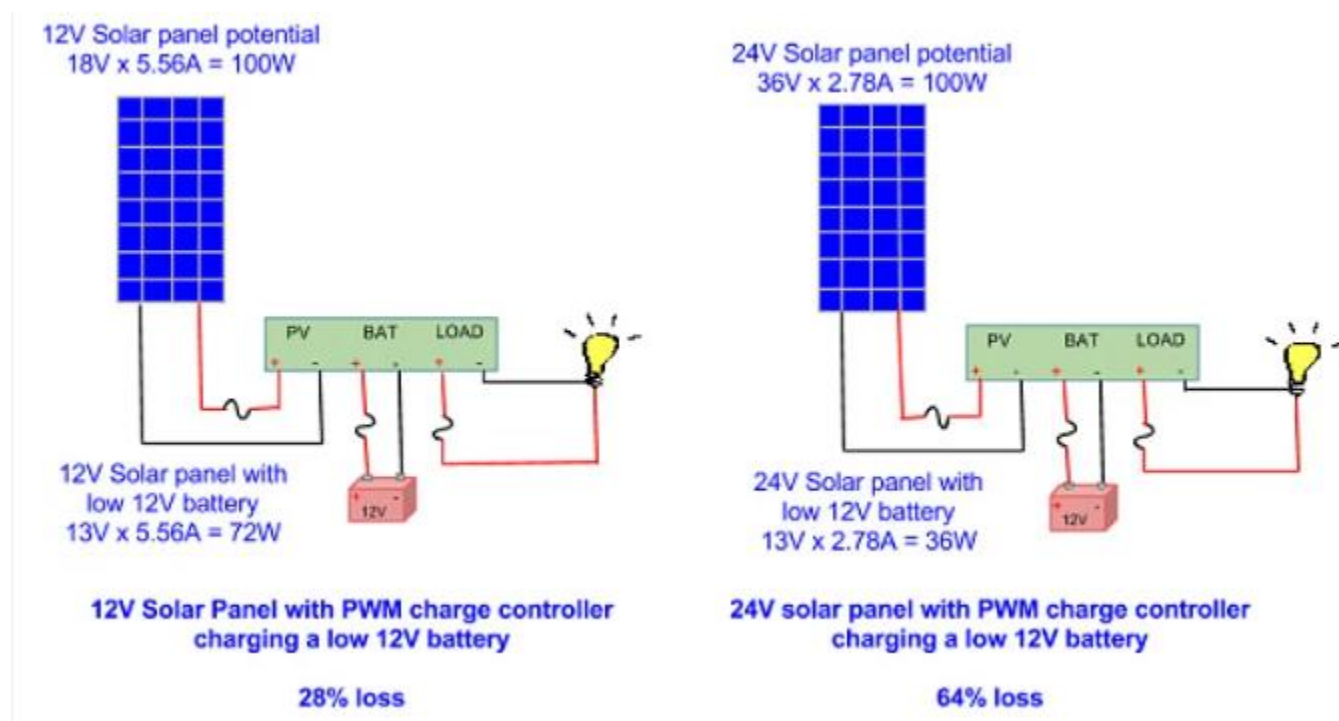 12V Solar panel potential
18V x 5.56A = 100W
PV BAT LOAD
+ - + - + -
12V Solar panel with
low 12V battery
13V x 5.56A = 72W
+ -
12V
12V Solar Panel with PWM charge controller
charging a low 12V battery
28% loss
24V Solar panel potential
36V x 2.78A = 100W
PV BAT LOAD
+ - + - + -
24V Solar panel with
low 12V battery
13V x 2.78A = 36W
+ -
12V
24V solar panel with PWM charge controller
charging a low 12V battery
64% loss